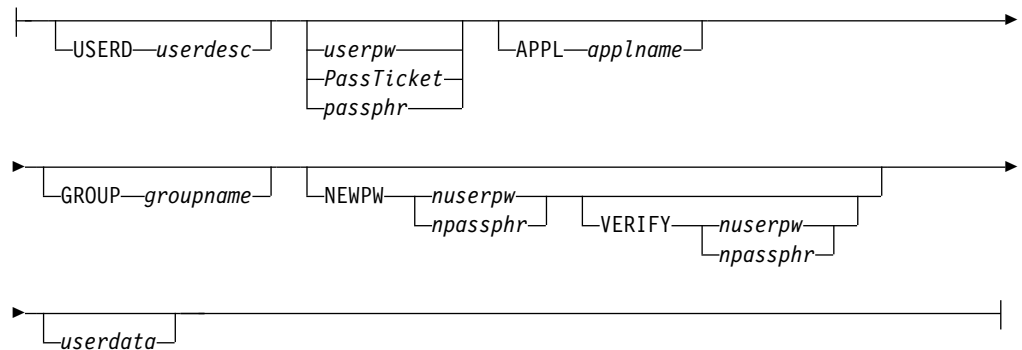 USERD userdesc userpw APPL applname
PassTicket
passphr
GROUP groupname NEWPW nuserpw
npassphr VERIFY nuserpw
npassphr
userdata